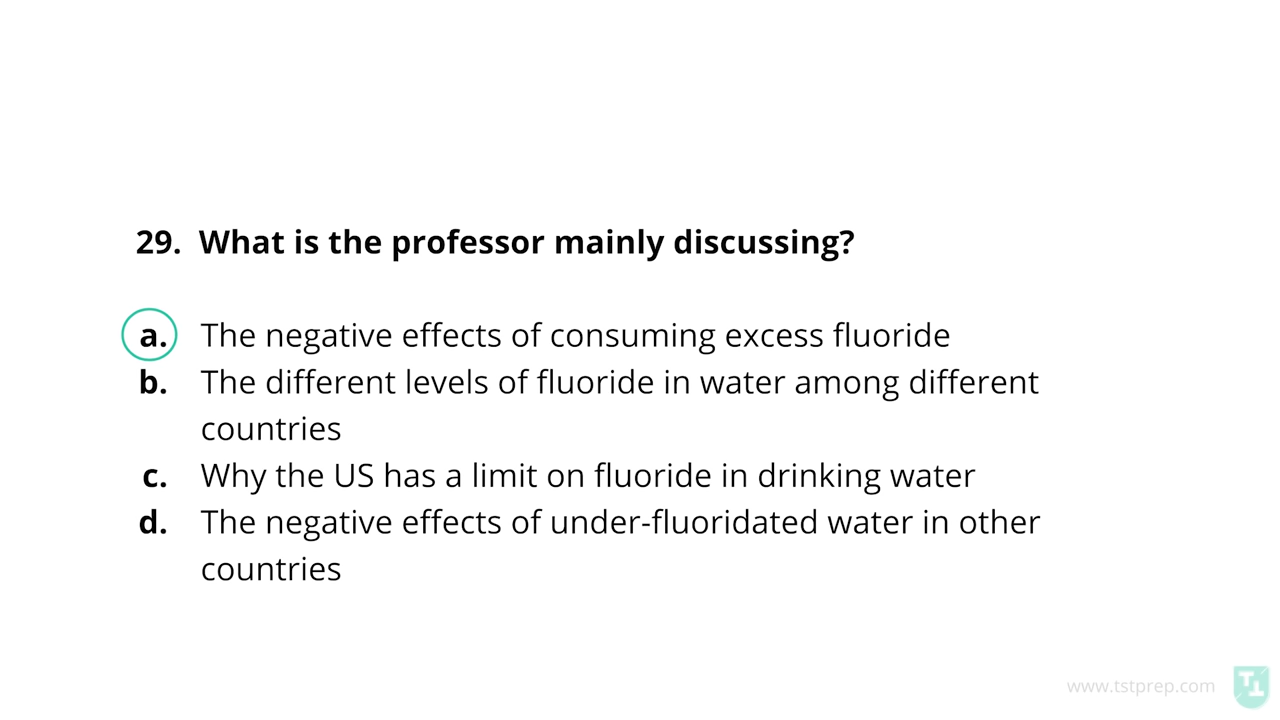 29. What is the professor mainly discussing?
a. The negative effects of consuming excess fluoride
b. The different levels of fluoride in water among different
countries
c. Why the US has a limit on fluoride in drinking water
d. The negative effects of under-fluoridated water in other
countries
www.tstprep.com